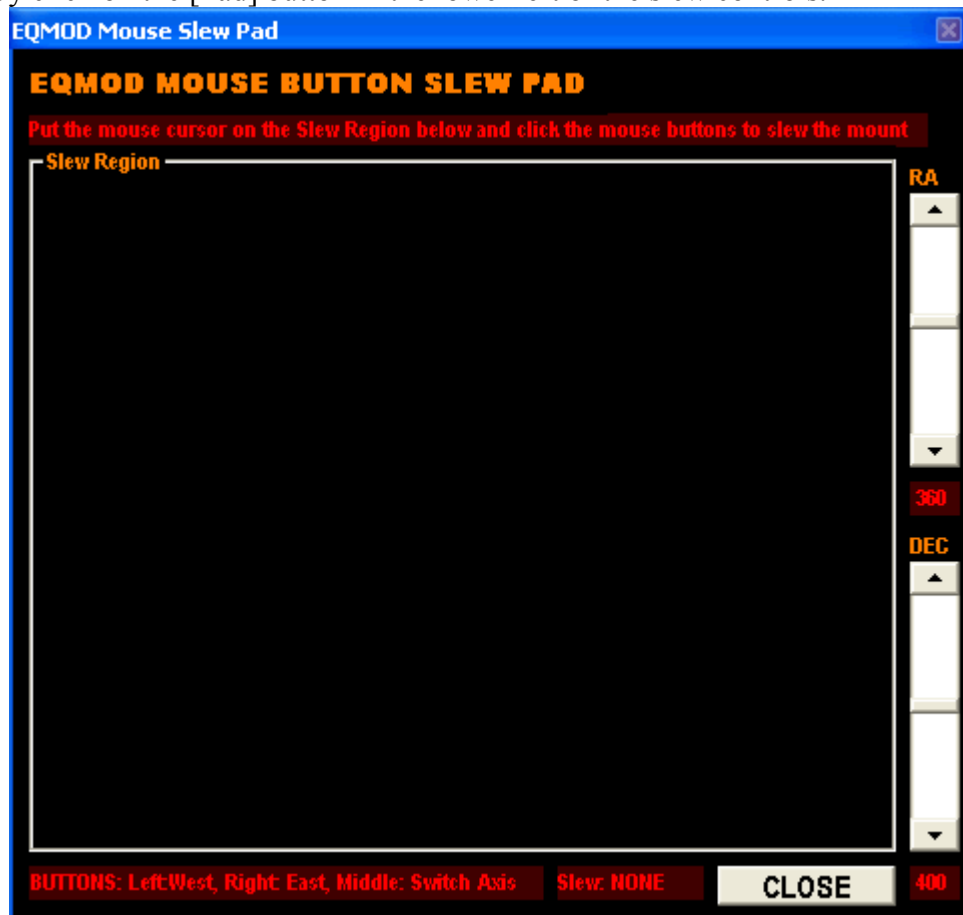 EQMOD Mouse Slew Pad
EQMOD MOUSE BUTTON SLEW PAD
Put the mouse cursor on the Slew Region below and click the mouse buttons to slew the mount
Slew Region
RA
360
DEC
BUTTONS: Left:West, Right: East, Middle: Switch Axis Slew: NONE CLOSE 400